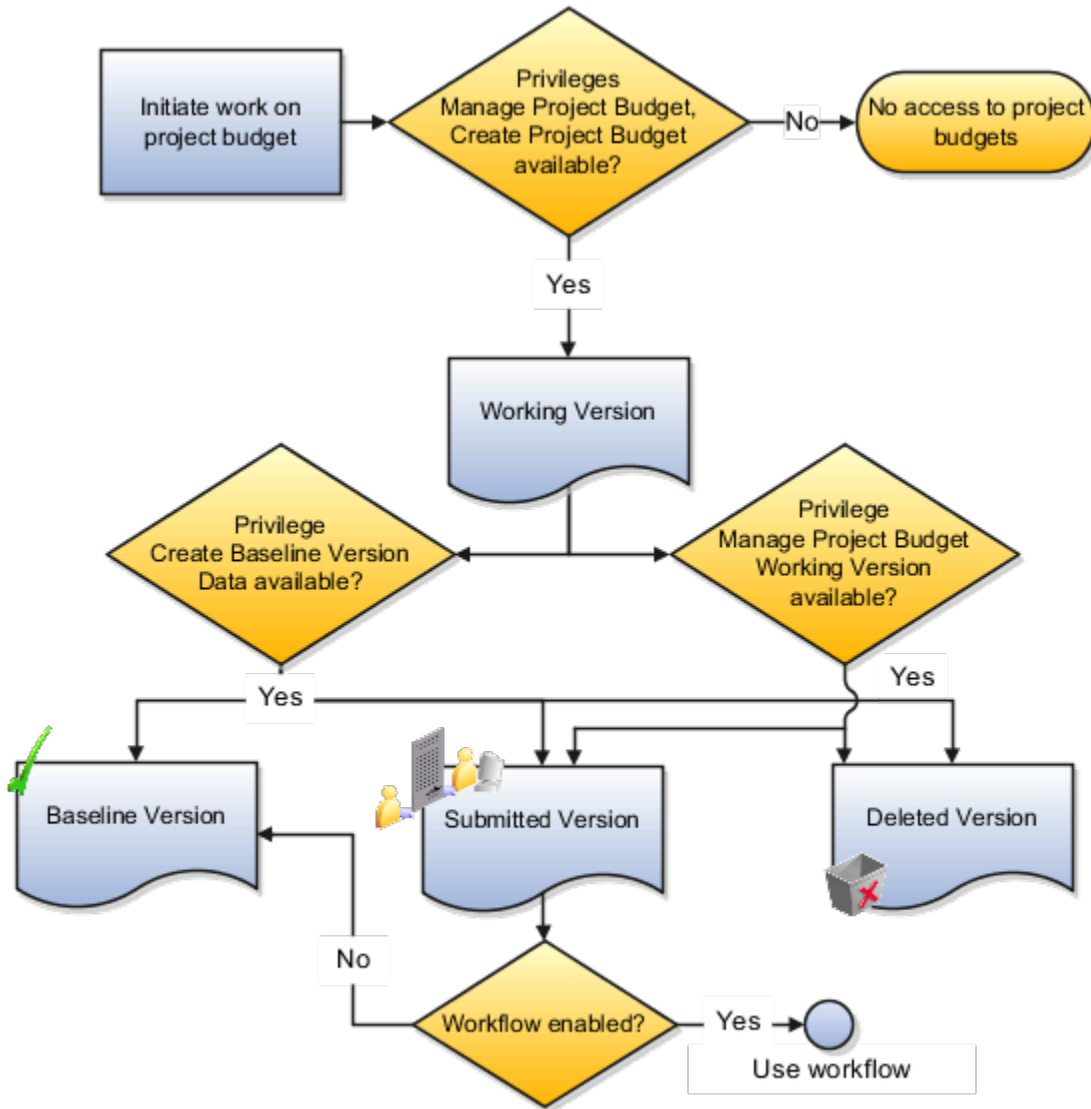 Initiate work on
project budget
Privileges
Manage Project Budget,
Create Project Budget
available?
No
No access to project
budgets
Yes
Working Version
Privilege
Create Baseline Version
Data available?
Privilege
Manage Project Budget
Working Version
available?
Yes
Yes
Baseline Version
Submitted Version
Deleted Version
No
Workflow enabled?
Yes
Use workflow